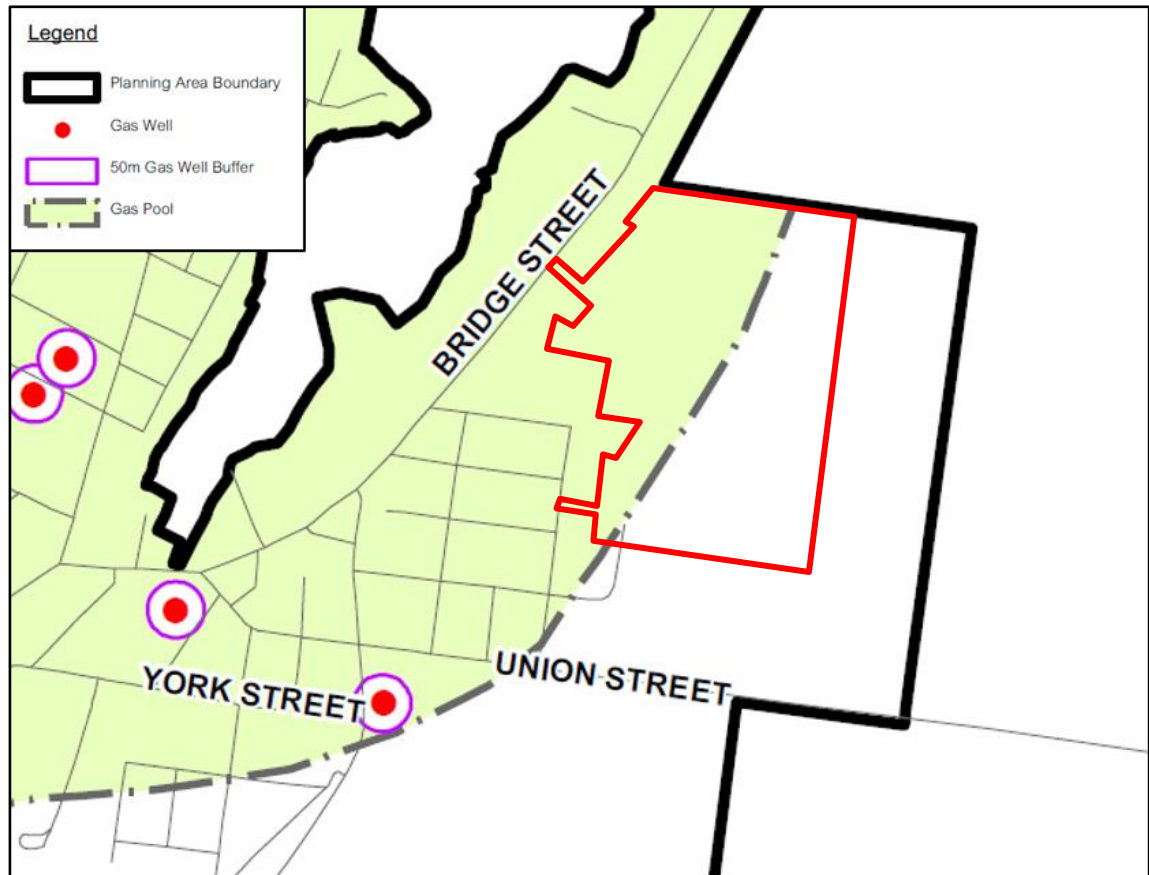 Legend
Planning Area Boundary
Gas Well
50m Gas Well Buffer
Gas Pool
BRIDGE STREET
UNION STREET
YORK STREET